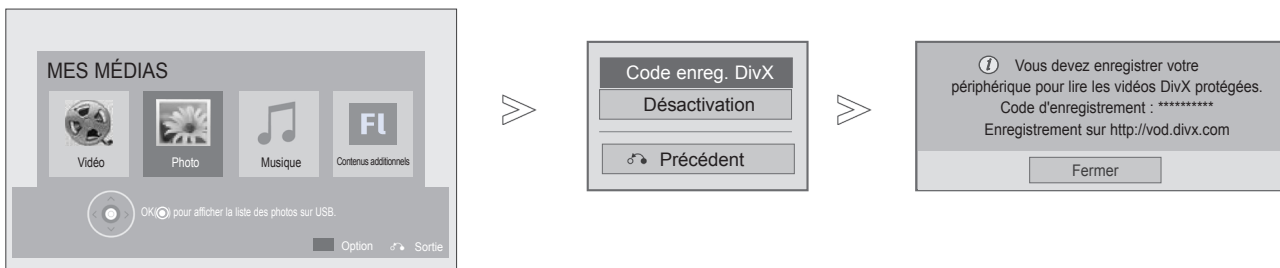 MES MÉDIAS
Vidéo
Photo
Musique
FL
Contenus additionnels
OK(◉) pour afficher la liste des photos sur USB.
Option
Sortie
Code enreg. DivX
Désactivation
Précédent
Vous devez enregistrer votre
périphérique pour lire les vidéos DivX protégées.
Code d'enregistrement : **********
Enregistrement sur http://vod.divx.com
Fermer